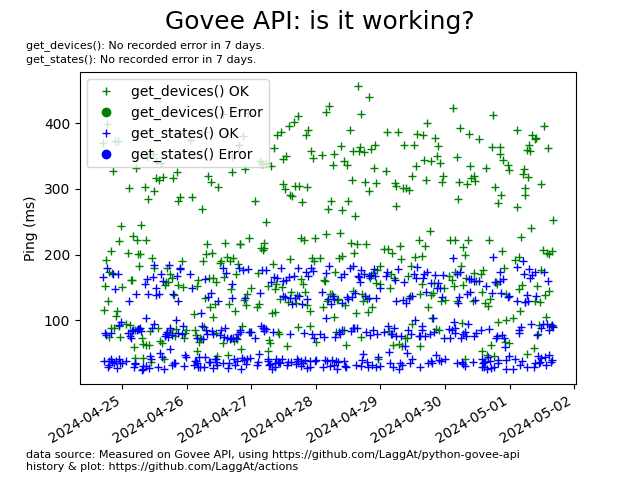 Govee API: is it working?
get_devices(): No recorded error in 7 days.
get_states(): No recorded error in 7 days.
get_devices() OK
get_devices() Error
get_states() OK
get_states() Error
Ping (ms)
400
300
200
100
2024-04-25
2024-04-26
2024-04-27
2024-04-28
2024-04-29
2024-04-30
2024-05-01
2024-05-02
data source: Measured on Govee API, using https://github.com/LaggAt/python-govee-api
history & plot: https://github.com/LaggAt/actions